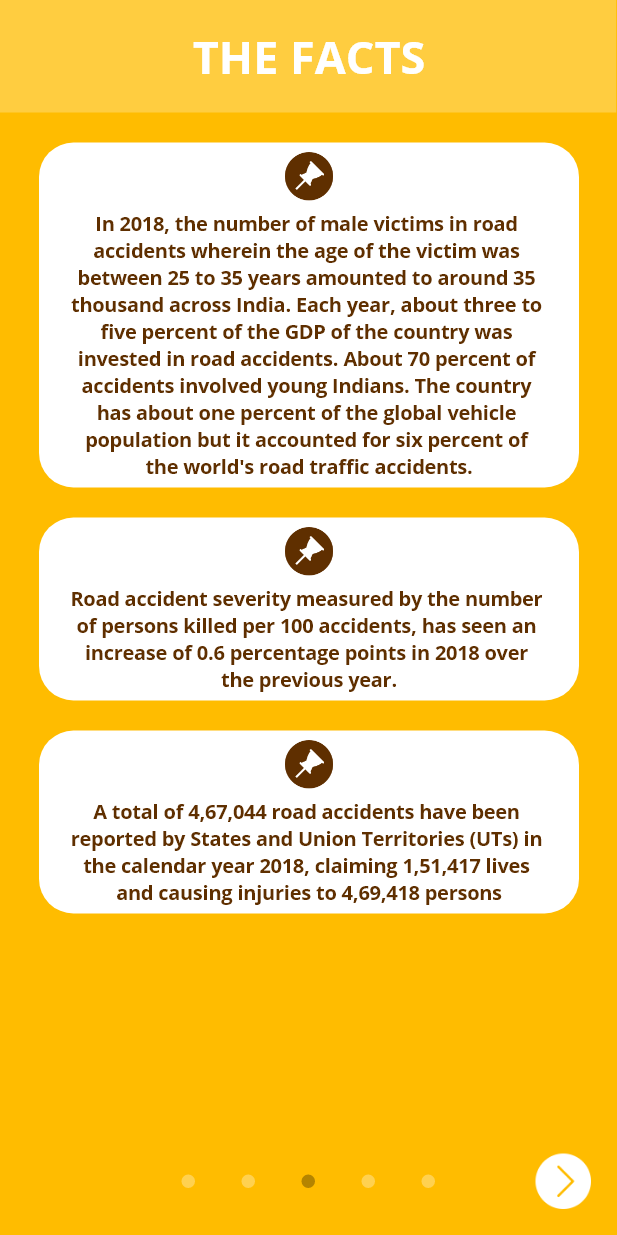 THE FACTS
In 2018, the number of male victims in road
accidents wherein the age of the victim was
between 25 to 35 years amounted to around 35
thousand across India. Each year, about three to
five percent of the GDP of the country was
invested in road accidents. About 70 percent of
accidents involved young Indians. The country
has about one percent of the global vehicle
population but it accounted for six percent of
the world's road traffic accidents.
Road accident severity measured by the number
of persons killed per 100 accidents, has seen an
increase of 0.6 percentage points in 2018 over
the previous year.
A total of 4,67,044 road accidents have been
reported by States and Union Territories (UTs) in
the calendar year 2018, claiming 1,51,417 lives
and causing injuries to 4,69,418 persons